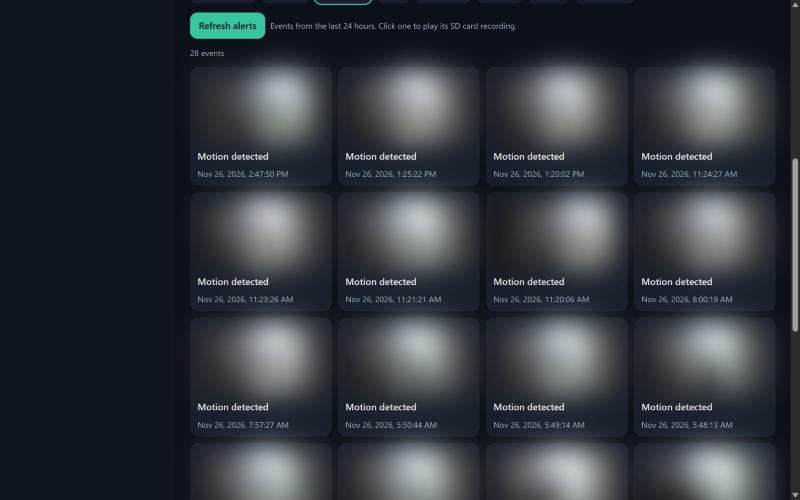 Refresh alerts Events from the last 24 hours. Click one to play its SD card recording.
28 events
Motion detected Motion detected Motion detected Motion detected
Nov 26, 2026, 2:47:50 PM Nov 26, 2026, 1:25:22 PM Nov 26, 2026, 1:20:02 PM Nov 26, 2026, 11:24:27 AM
Motion detected Motion detected Motion detected Motion detected
Nov 26, 2026, 11:23:26 AM Nov 26, 2026, 11:21:21 AM Nov 26, 2026, 11:20:06 AM Nov 26, 2026, 8:00:19 AM
Motion detected Motion detected Motion detected Motion detected
Nov 26, 2026, 7:57:27 AM Nov 26, 2026, 5:50:44 AM Nov 26, 2026, 5:49:14 AM Nov 26, 2026, 5:48:13 AM